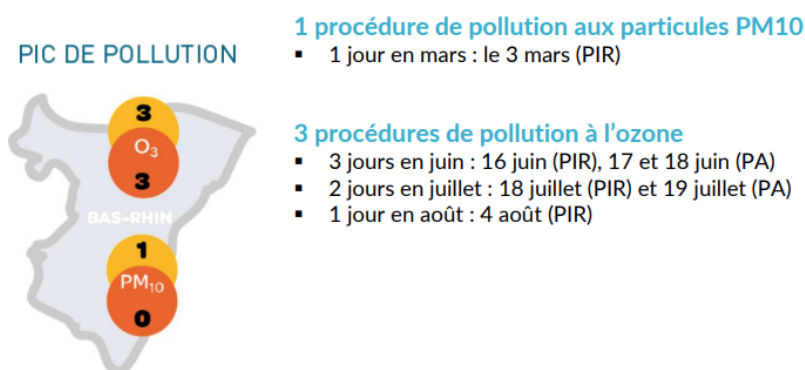 PIC DE POLLUTION
3
O₃
3
BAS-RHIN
1
PM₁₀
0
1 procédure de pollution aux particules PM10
▪ 1 jour en mars : le 3 mars (PIR)
3 procédures de pollution à l’ozone
▪ 3 jours en juin : 16 juin (PIR), 17 et 18 juin (PA)
▪ 2 jours en juillet : 18 juillet (PIR) et 19 juillet (PA)
▪ 1 jour en août : 4 août (PIR)